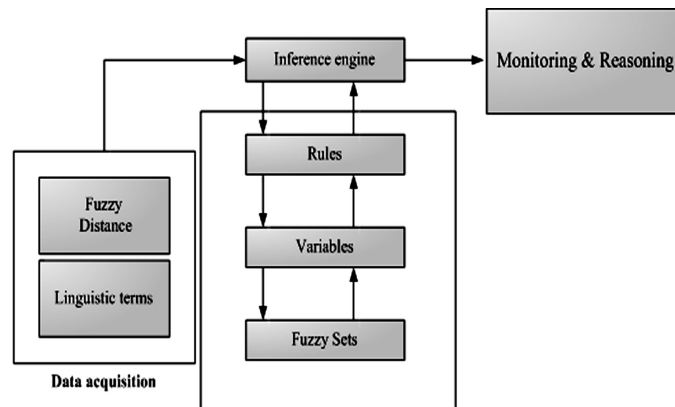 Inference engine
Monitoring & Reasoning
Rules
Fuzzy
Distance
Variables
Linguistic terms
Fuzzy Sets
Data acquisition